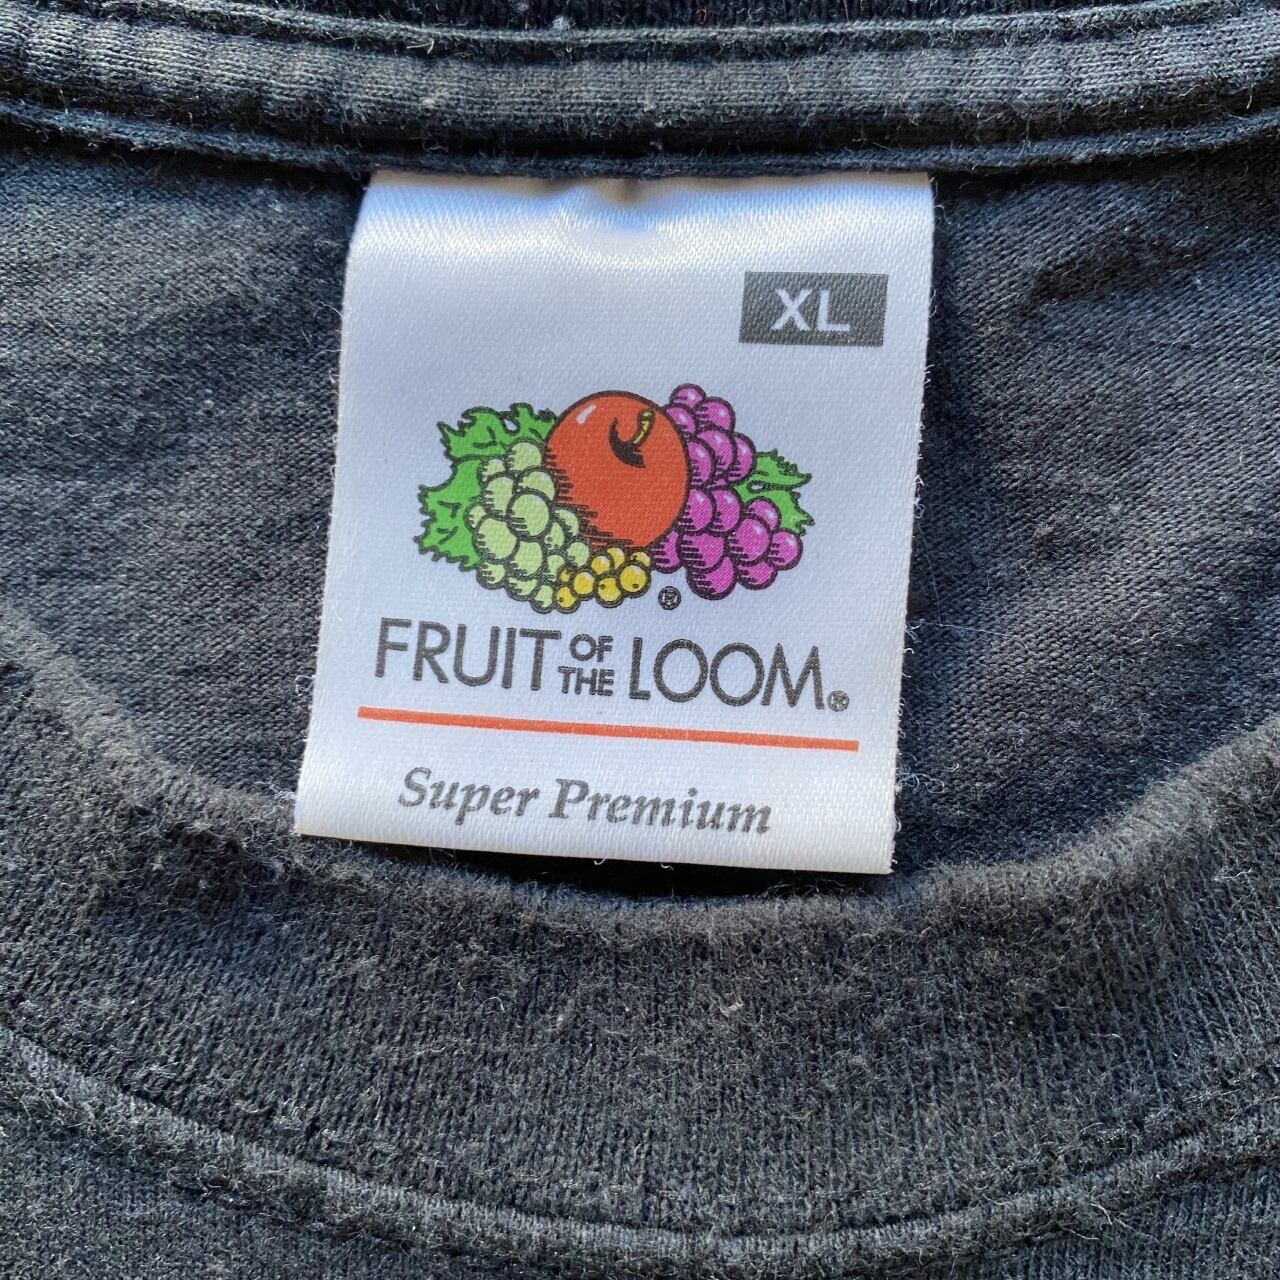 XL
®
FRUIT OF THE LOOM®
Super Premium